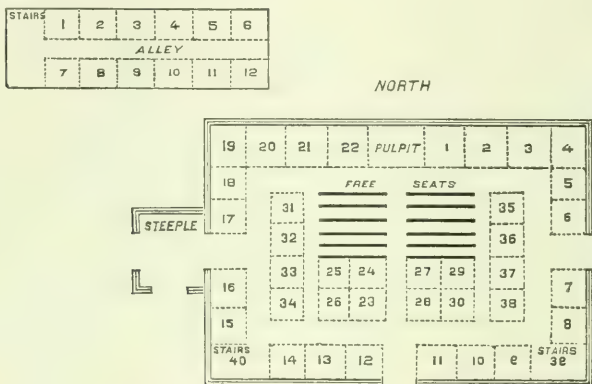 STAIRS 1 2 3 4 5 6
ALLEY
7 8 9 10 11 12
NORTH
19 20 21 22 PULPIT 1 2 3 4
18 FREE SEATS 5
17 31 35 6
STEEPLE 32 36
33 25 24 27 29 37
16 34 26 23 28 30 38 7
15 8
STAIRS 40 14 13 12 11 10 9 STAIRS 39